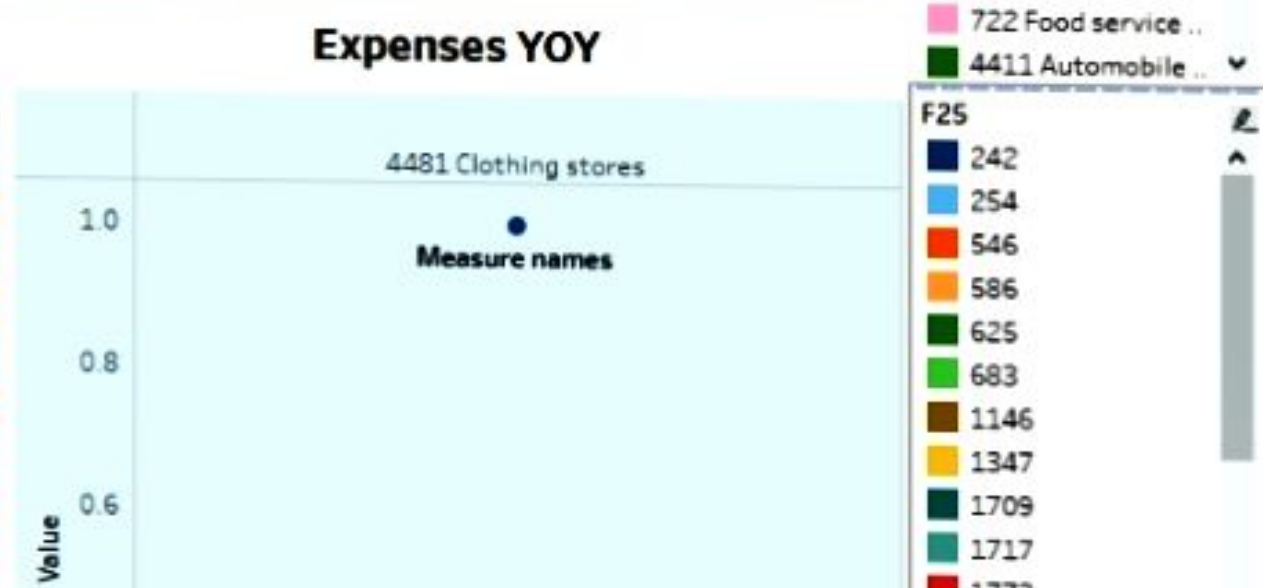 Expenses YOY
4481 Clothing stores
1.0
Measure names
0.8
0.6
Value
722 Food service ..
4411 Automobile ..
F25
242
254
546
586
625
683
1146
1347
1709
1717